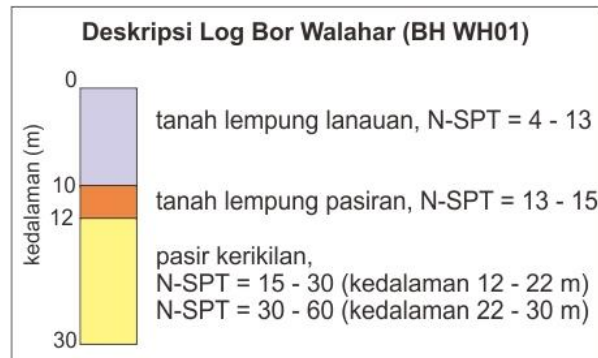 Deskripsi Log Bor Walahar (BH WH01)
kedalaman (m)
0
tanah lempung lanauan, N-SPT = 4 - 13
10
tanah lempung pasiran, N-SPT = 13 - 15
12
pasir kerikilan,
N-SPT = 15 - 30 (kedalaman 12 - 22 m)
N-SPT = 30 - 60 (kedalaman 22 - 30 m)
30